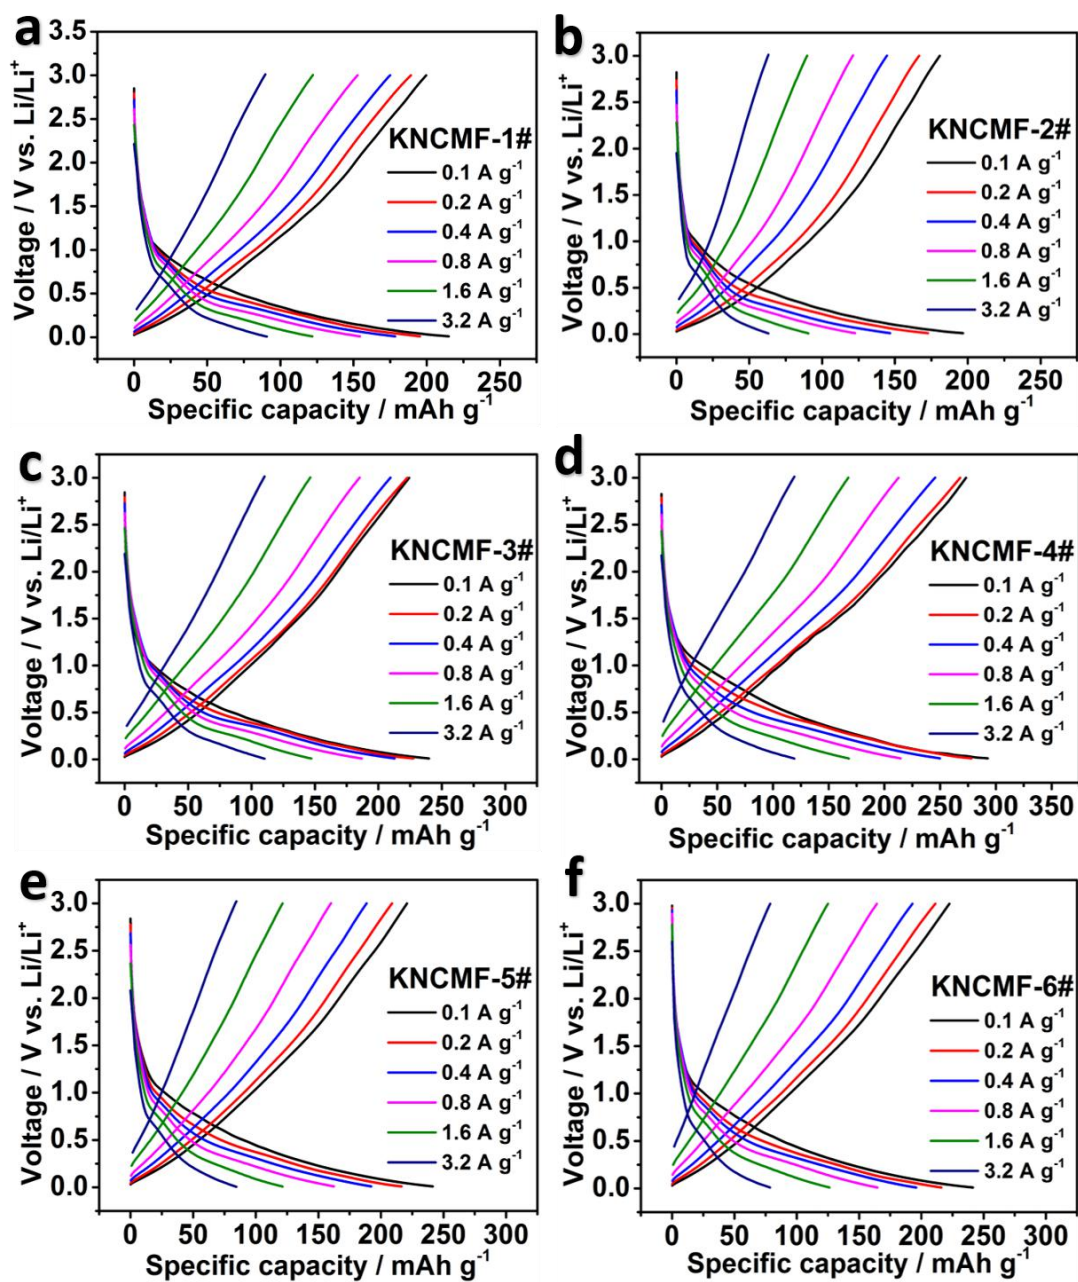 a
Voltage / V vs. Li/Li⁺
3.5
3.0
2.5
2.0
1.5
1.0
0.5
0.0
KNCMF-1#
0.1 A g⁻¹
0.2 A g⁻¹
0.4 A g⁻¹
0.8 A g⁻¹
1.6 A g⁻¹
3.2 A g⁻¹
0 50 100 150 200 250
Specific capacity / mAh g⁻¹
b
Voltage / V vs. Li/Li⁺
3.0
2.5
2.0
1.5
1.0
0.5
0.0
KNCMF-2#
0.1 A g⁻¹
0.2 A g⁻¹
0.4 A g⁻¹
0.8 A g⁻¹
1.6 A g⁻¹
3.2 A g⁻¹
0 50 100 150 200 250
Specific capacity / mAh g⁻¹
c
Voltage / V vs. Li/Li⁺
3.0
2.5
2.0
1.5
1.0
0.5
0.0
KNCMF-3#
0.1 A g⁻¹
0.2 A g⁻¹
0.4 A g⁻¹
0.8 A g⁻¹
1.6 A g⁻¹
3.2 A g⁻¹
0 50 100 150 200 250 300
Specific capacity / mAh g⁻¹
d
Voltage / V vs. Li/Li⁺
3.0
2.5
2.0
1.5
1.0
0.5
0.0
KNCMF-4#
0.1 A g⁻¹
0.2 A g⁻¹
0.4 A g⁻¹
0.8 A g⁻¹
1.6 A g⁻¹
3.2 A g⁻¹
0 50 100 150 200 250 300 350
Specific capacity / mAh g⁻¹
e
Voltage / V vs. Li/Li⁺
3.0
2.5
2.0
1.5
1.0
0.5
0.0
KNCMF-5#
0.1 A g⁻¹
0.2 A g⁻¹
0.4 A g⁻¹
0.8 A g⁻¹
1.6 A g⁻¹
3.2 A g⁻¹
0 50 100 150 200 250 300
Specific capacity / mAh g⁻¹
f
Voltage / V vs. Li/Li⁺
3.0
2.5
2.0
1.5
1.0
0.5
0.0
KNCMF-6#
0.1 A g⁻¹
0.2 A g⁻¹
0.4 A g⁻¹
0.8 A g⁻¹
1.6 A g⁻¹
3.2 A g⁻¹
0 50 100 150 200 250 300
Specific capacity / mAh g⁻¹